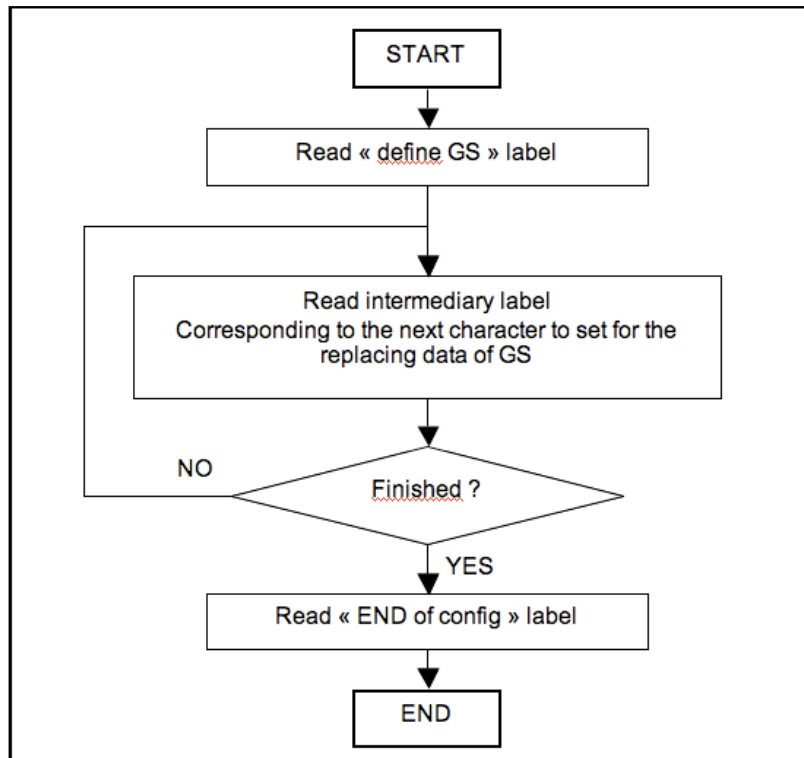 START
Read « define GS » label
Read intermediary label
Corresponding to the next character to set for the
replacing data of GS
NO
Finished ?
YES
Read « END of config » label
END